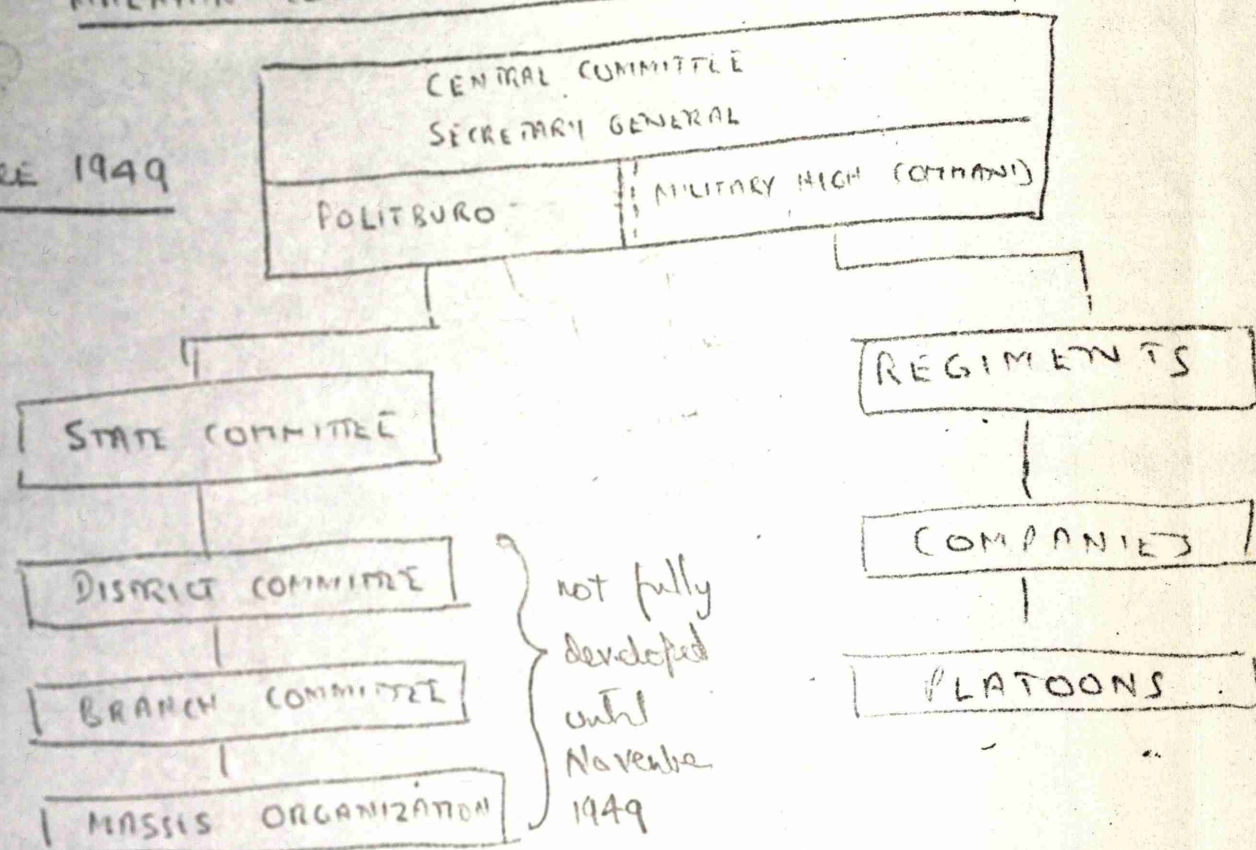 CENTRAL COMMITTEE
SECRETARY GENERAL
1949
POLITBURO
MILITARY HIGH COMMAND
STATE COMMITTEE
REGIMENTS
DISTRICT COMMITTEE
COMPANIES
BRANCH COMMITTEE
PLATOONS
MASSES ORGANIZATION
not fully
developed
until
November
1949